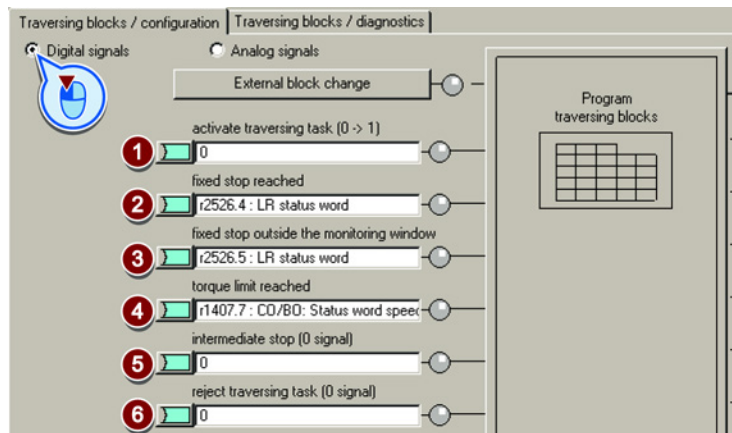 Traversing blocks / configuration Traversing blocks / diagnostics
Digital signals Analog signals
External block change
Program
traversing blocks
activate traversing task (0 -> 1)
1 0
fixed stop reached
2 r2526.4 : LR status word
fixed stop outside the monitoring window
3 r2526.5 : LR status word
torque limit reached
4 r1407.7 : CO/BO: Status word speec
intermediate stop (0 signal)
5 0
reject traversing task (0 signal)
6 0